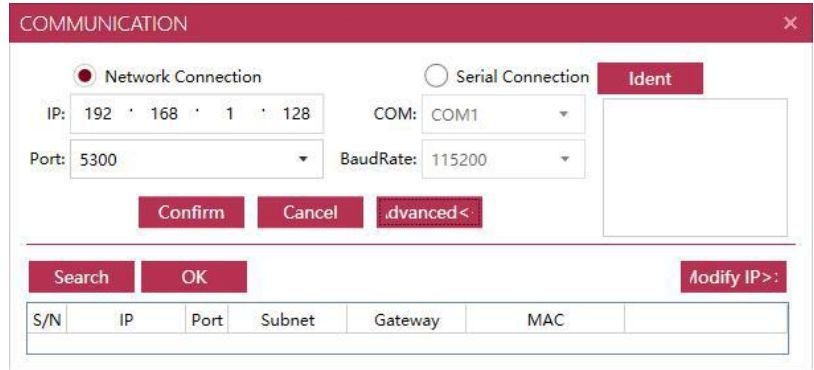 COMMUNICATION ×
Network Connection Serial Connection Ident
IP: 192 · 168 · 1 · 128 COM: COM1
Port: 5300 BaudRate: 115200
Confirm Cancel dvanced<
Search OK Modify IP>:
S/N IP Port Subnet Gateway MAC